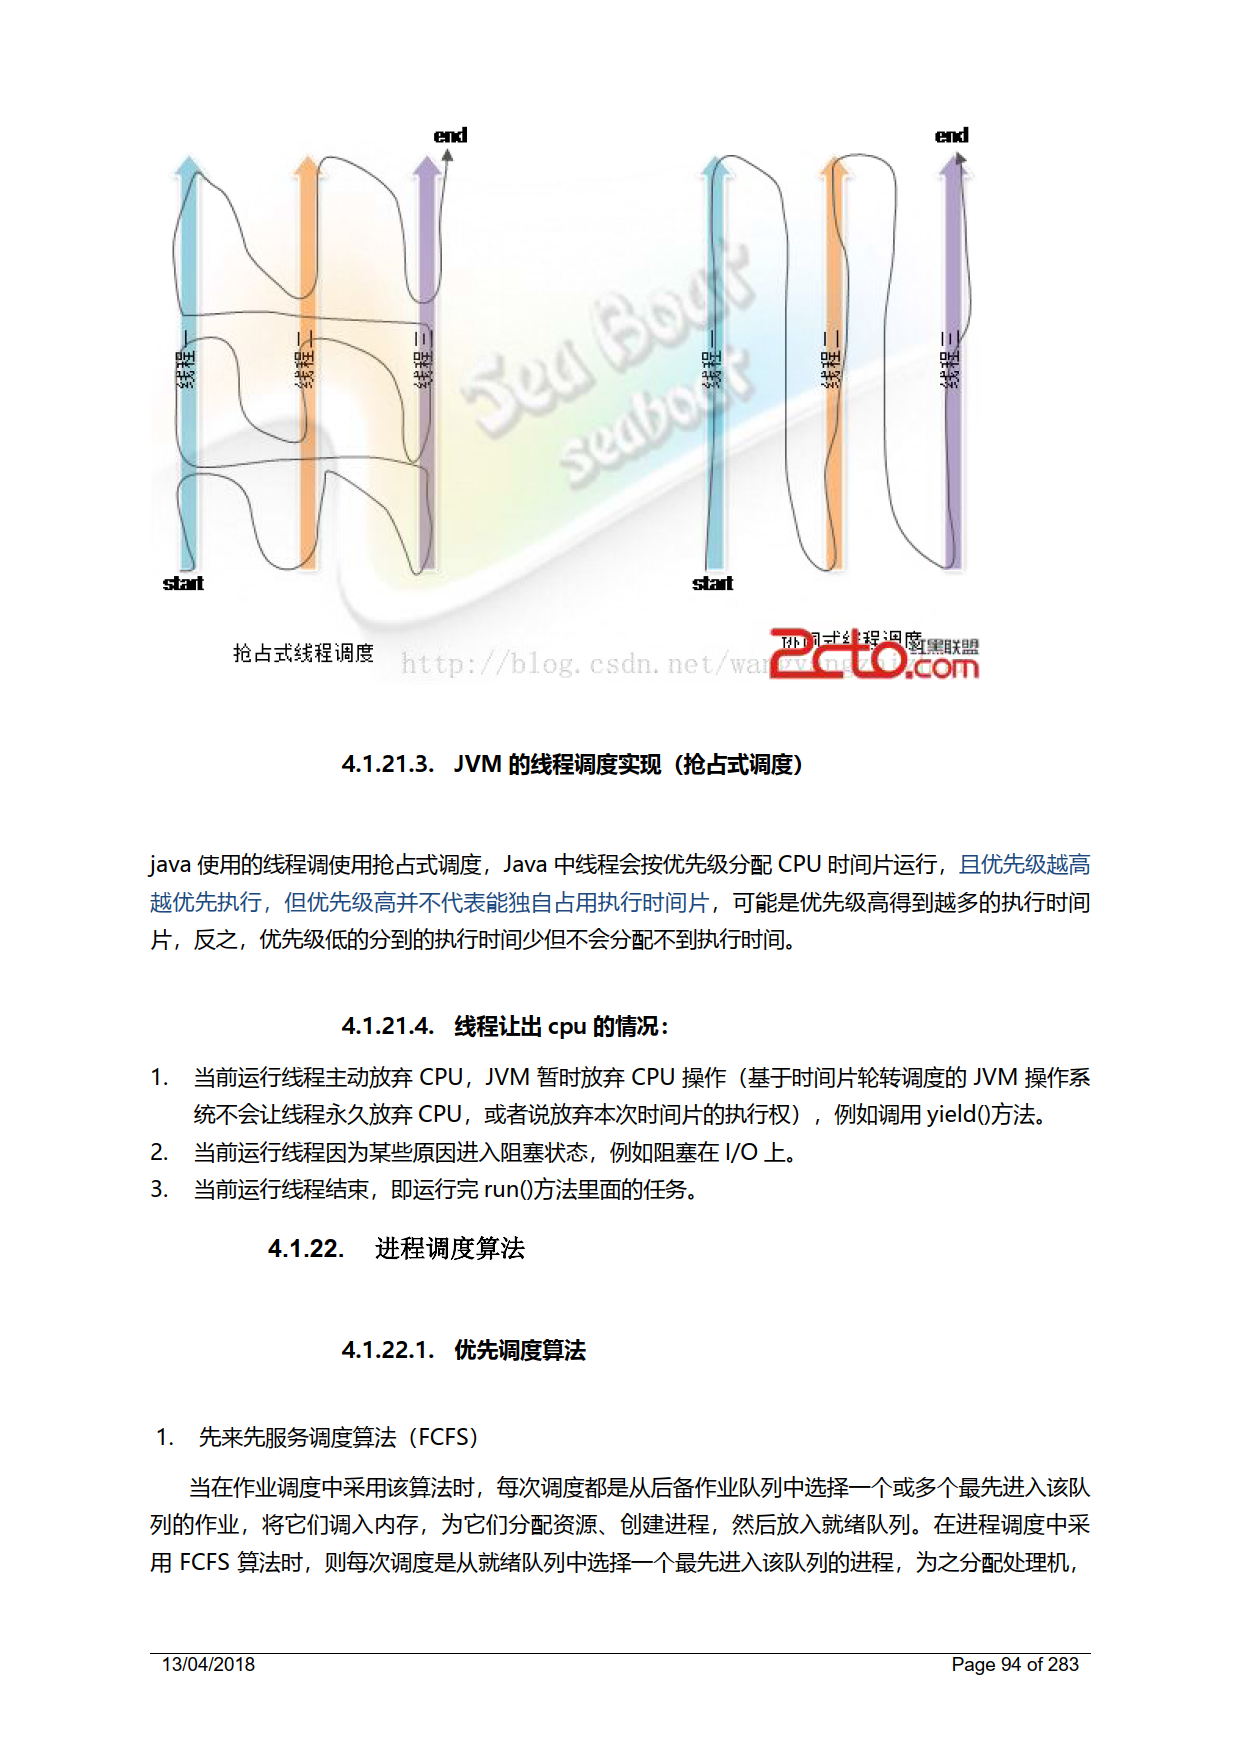 end
end
线程一
线程二
线程三
线程一
线程二
线程三
Sea Boat
seaboat
start
start
抢占式线程调度
http://blog.csdn.net/wangyangzhizhou
式线程调度
2cto.com
红黑联盟
4.1.21.3. JVM 的线程调度实现（抢占式调度）
java 使用的线程调使用抢占式调度，Java 中线程会按优先级分配 CPU 时间片运行，且优先级越高
越优先执行，但优先级高并不代表能独自占用执行时间片，可能是优先级高得到越多的执行时间
片，反之，优先级低的分到的执行时间少但不会分配不到执行时间。
4.1.21.4. 线程让出 cpu 的情况：
1. 当前运行线程主动放弃 CPU，JVM 暂时放弃 CPU 操作（基于时间片轮转调度的 JVM 操作系
统不会让线程永久放弃 CPU，或者说放弃本次时间片的执行权），例如调用 yield()方法。
2. 当前运行线程因为某些原因进入阻塞状态，例如阻塞在 I/O 上。
3. 当前运行线程结束，即运行完 run()方法里面的任务。
4.1.22. 进程调度算法
4.1.22.1. 优先调度算法
1. 先来先服务调度算法（FCFS）
当在作业调度中采用该算法时，每次调度都是从后备作业队列中选择一个或多个最先进入该队
列的作业，将它们调入内存，为它们分配资源、创建进程，然后放入就绪队列。在进程调度中采
用 FCFS 算法时，则每次调度是从就绪队列中选择一个最先进入该队列的进程，为之分配处理机，
13/04/2018
Page 94 of 283